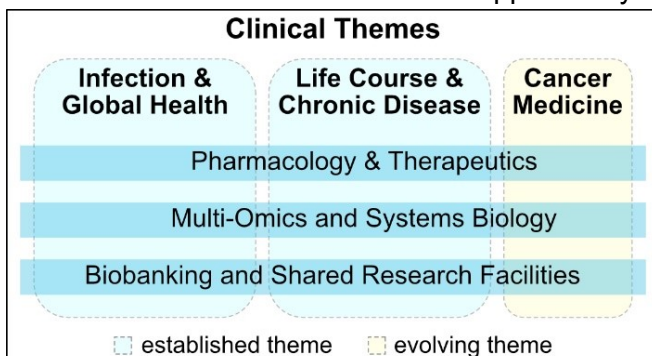 Clinical Themes
Infection &
Global Health
Life Course &
Chronic Disease
Cancer
Medicine
Pharmacology & Therapeutics
Multi-Omics and Systems Biology
Biobanking and Shared Research Facilities
established theme
evolving theme